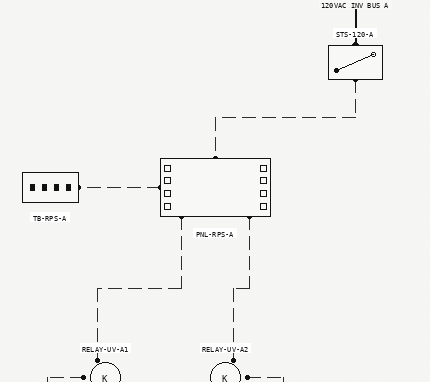 120VAC INV BUS A
STS-120-A
TB-RPS-A
PNL-RPS-A
RELAY-UV-A1
RELAY-UV-A2
K
K